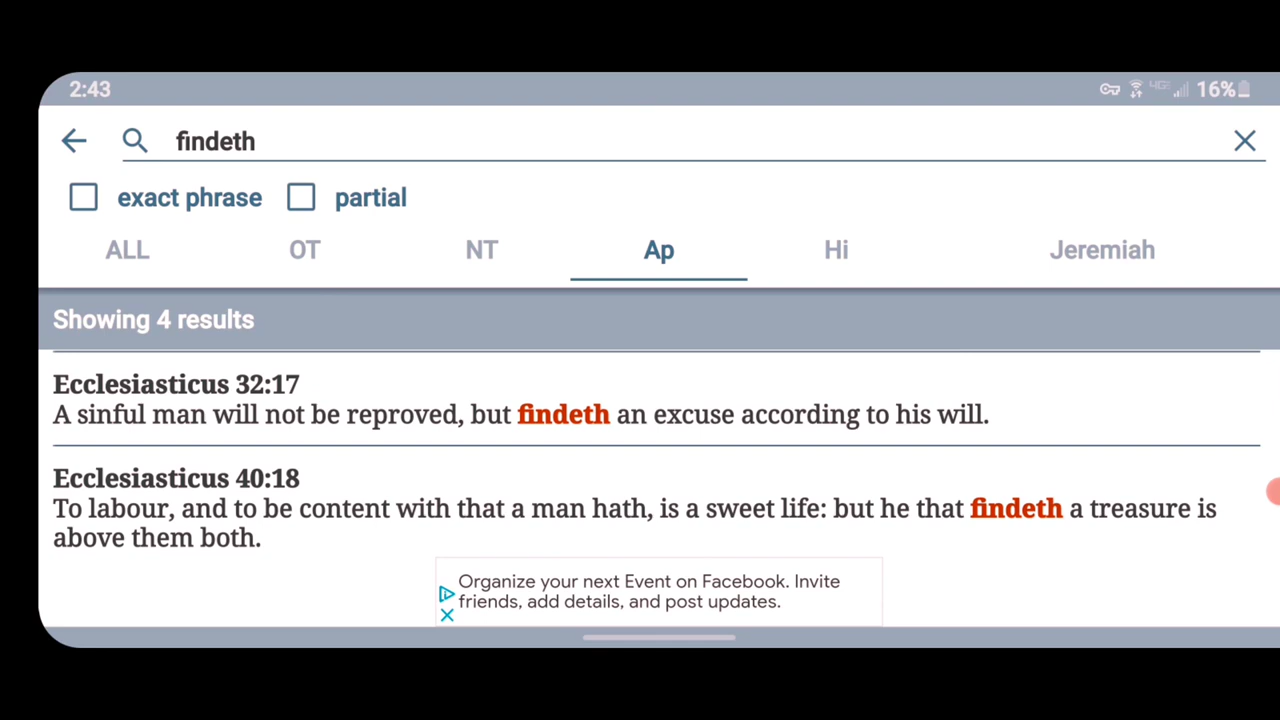 2:43 4G 16%
findeth
exact phrase partial
ALL OT NT Ap Hi Jeremiah
Showing 4 results
Ecclesiasticus 32:17
A sinful man will not be reproved, but findeth an excuse according to his will.
Ecclesiasticus 40:18
To labour, and to be content with that a man hath, is a sweet life: but he that findeth a treasure is
above them both.
Organize your next Event on Facebook. Invite
friends, add details, and post updates.